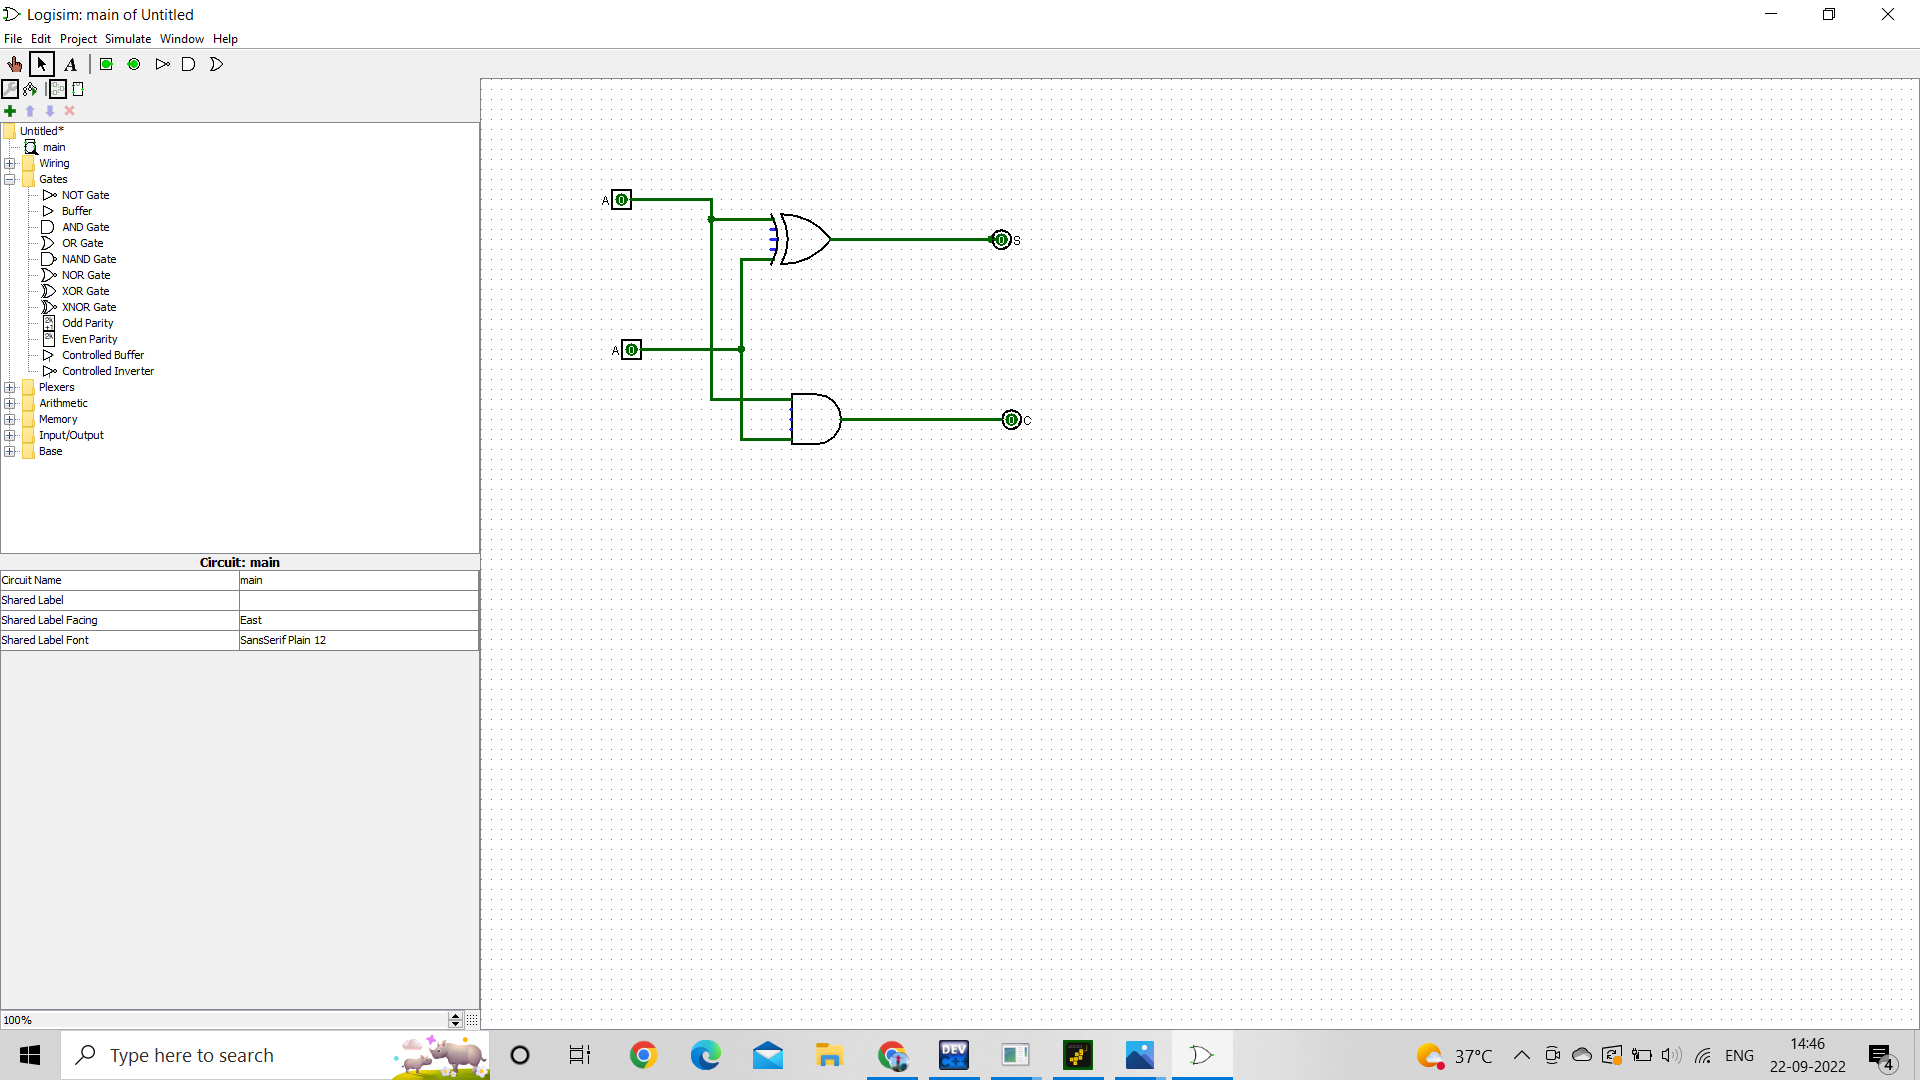 Logisim: main of Untitled
File Edit Project Simulate Window Help
A
Untitled*
main
Wiring
Gates
NOT Gate
Buffer
AND Gate
OR Gate
NAND Gate
NOR Gate
XOR Gate
XNOR Gate
2k+1 Odd Parity
2k Even Parity
Controlled Buffer
Controlled Inverter
Plexers
Arithmetic
Memory
Input/Output
Base
Circuit: main
Circuit Name main
Shared Label
Shared Label Facing East
Shared Label Font SansSerif Plain 12
100%
A 0
0 S
A 0
0 C
Type here to search
DEV C++
37°C
ENG
14:46
22-09-2022
4